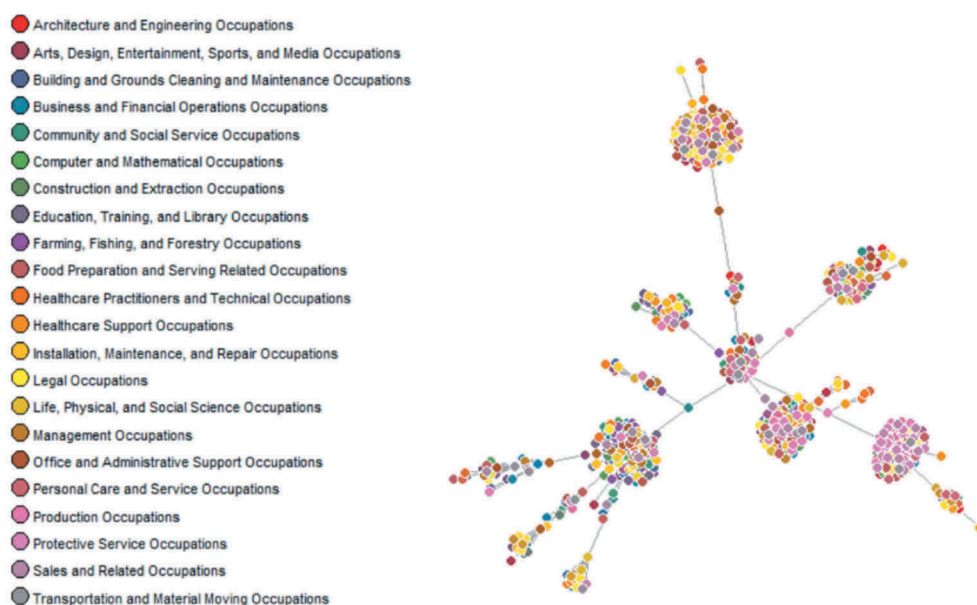 Architecture and Engineering Occupations
Arts, Design, Entertainment, Sports, and Media Occupations
Building and Grounds Cleaning and Maintenance Occupations
Business and Financial Operations Occupations
Community and Social Service Occupations
Computer and Mathematical Occupations
Construction and Extraction Occupations
Education, Training, and Library Occupations
Farming, Fishing, and Forestry Occupations
Food Preparation and Serving Related Occupations
Healthcare Practitioners and Technical Occupations
Healthcare Support Occupations
Installation, Maintenance, and Repair Occupations
Legal Occupations
Life, Physical, and Social Science Occupations
Management Occupations
Office and Administrative Support Occupations
Personal Care and Service Occupations
Production Occupations
Protective Service Occupations
Sales and Related Occupations
Transportation and Material Moving Occupations